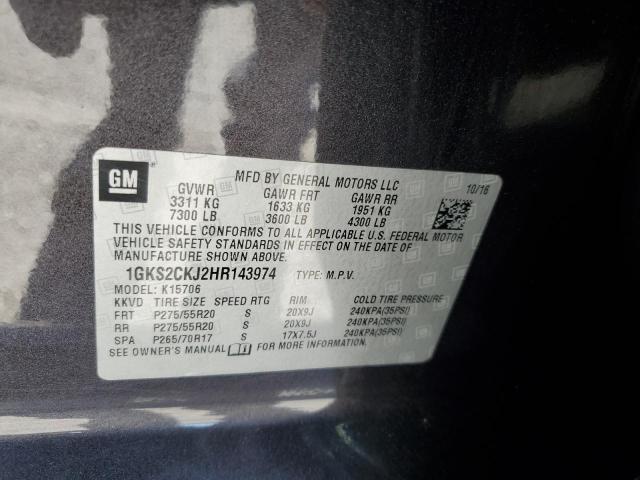 GM
MFD BY GENERAL MOTORS LLC
10/16
GVWR GAWR FRT GAWR RR
3311 KG 1633 KG 1951 KG
7300 LB 3600 LB 4300 LB
THIS VEHICLE CONFORMS TO ALL APPLICABLE U.S. FEDERAL MOTOR
VEHICLE SAFETY STANDARDS IN EFFECT ON THE DATE OF
MANUFACTURE SHOWN ABOVE.
1GKS2CKJ2HR143974 TYPE: M.P.V.
MODEL: K15706
KKVD TIRE SIZE SPEED RTG RIM COLD TIRE PRESSURE
FRT P275/55R20 S 20X9J 240KPA(35PSI)
RR P275/55R20 S 20X9J 240KPA(35PSI)
SPA P265/70R17 S 17X7.5J 240KPA(35PSI)
SEE OWNER'S MANUAL FOR MORE INFORMATION.